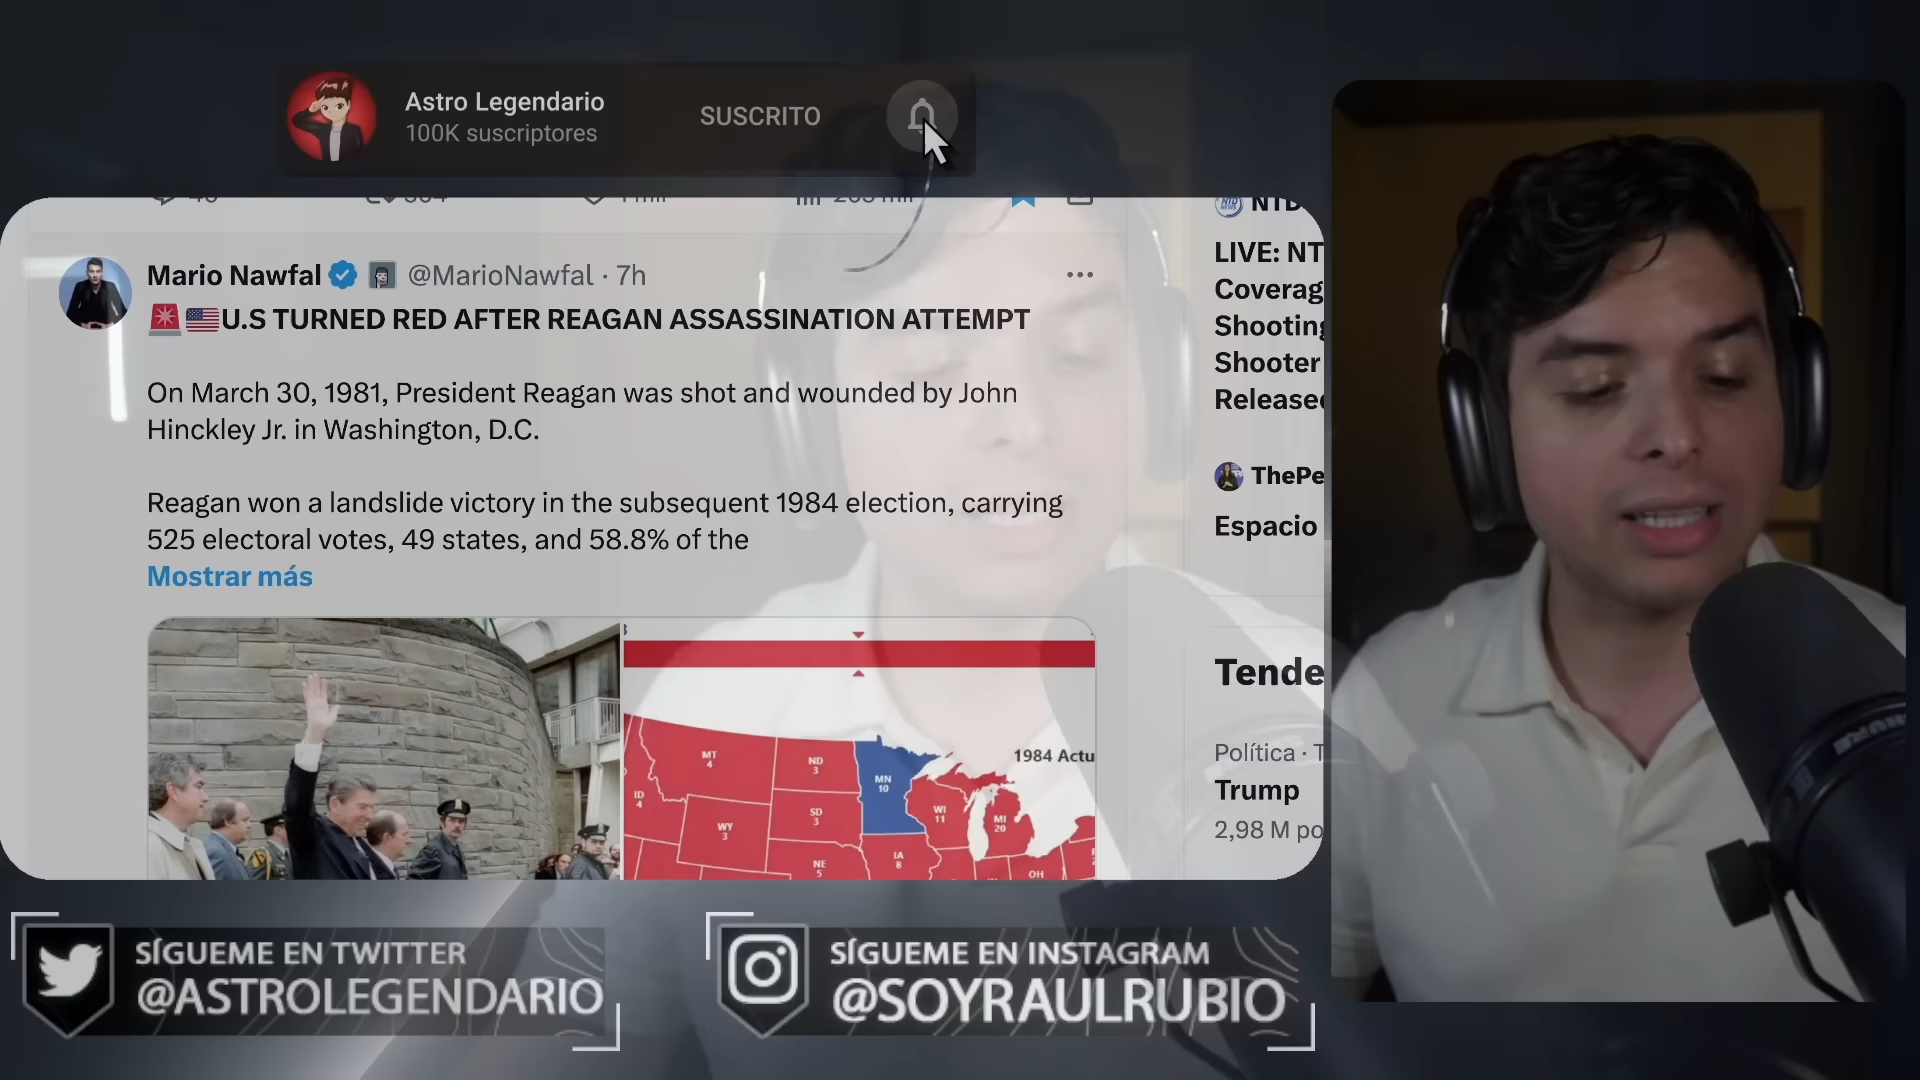 Astro Legendario
100K suscriptores
SUSCRITO
Mario Nawfal @MarioNawfal · 7h
U.S TURNED RED AFTER REAGAN ASSASSINATION ATTEMPT
On March 30, 1981, President Reagan was shot and wounded by John
Hinckley Jr. in Washington, D.C.
Reagan won a landslide victory in the subsequent 1984 election, carrying
525 electoral votes, 49 states, and 58.8% of the
Mostrar más
1984 Actu
MT
4
ND
3
MN
10
ID
4
SD
3
WI
11
MI
20
WY
3
IA
8
NE
5
OH
NTD
LIVE: NT
Coverag
Shooting
Shooter
Released
ThePe
Espacio
Tende
Política · T
Trump
2,98 M po
SÍGUEME EN TWITTER
@ASTROLEGENDARIO
SÍGUEME EN INSTAGRAM
@SOYRAULRUBIO